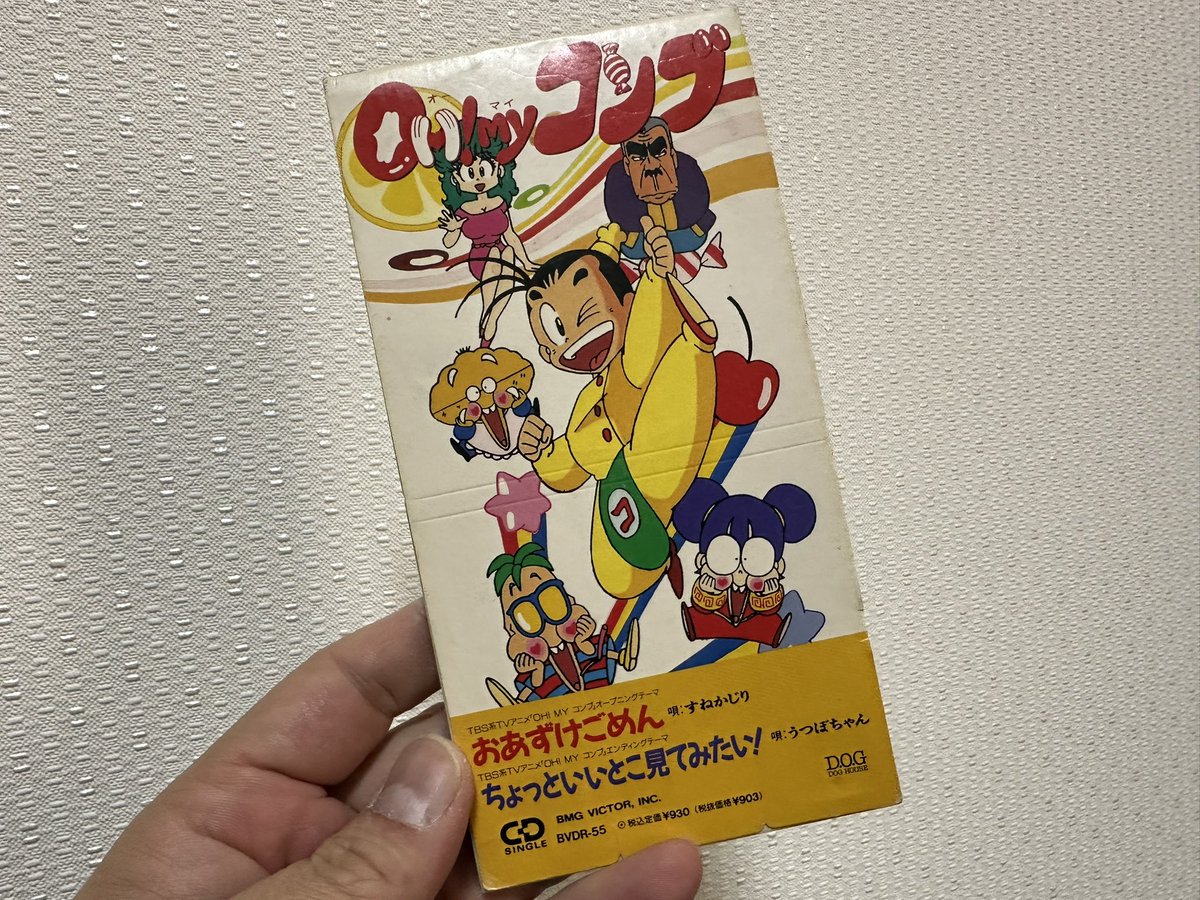 オー マイ
OH! MY コンブ
コ
TBS系TVアニメ「OH! MY コンブ」オープニングテーマ
おあずけごめん 唄:すねかじり
TBS系TVアニメ「OH! MY コンブ」エンディングテーマ
ちょっといいとこ見てみたい! 唄:うつぼちゃん
D.O.G
DOG HOUSE
CD
SINGLE
BMG VICTOR, INC.
BVDR-55 税込定価¥930 (税抜価格¥903)